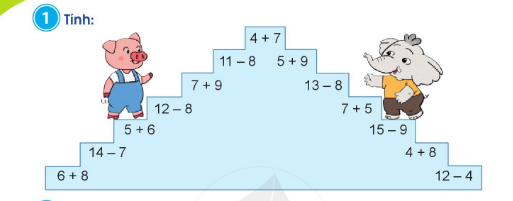 1 Tính:
4 + 7
11 – 8 5 + 9
7 + 9 13 – 8
12 – 8 7 + 5
5 + 6 15 – 9
14 – 7 4 + 8
6 + 8 12 – 4